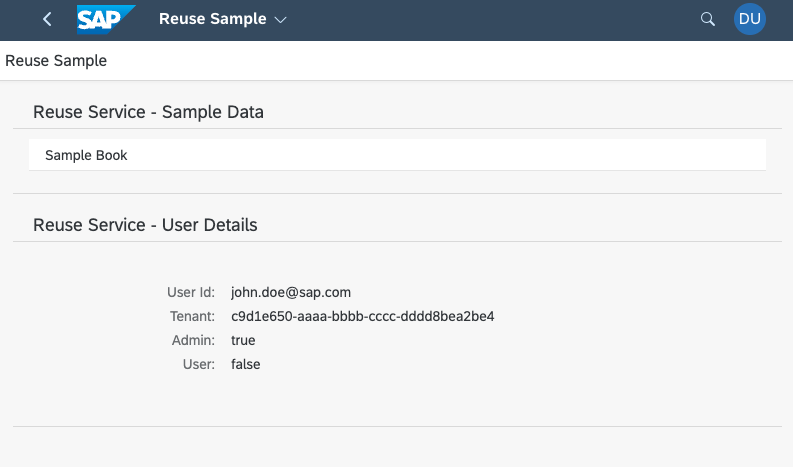 SAP Reuse Sample DU
Reuse Sample
Reuse Service - Sample Data
Sample Book
Reuse Service - User Details
User Id: john.doe@sap.com
Tenant: c9d1e650-aaaa-bbbb-cccc-dddd8bea2be4
Admin: true
User: false